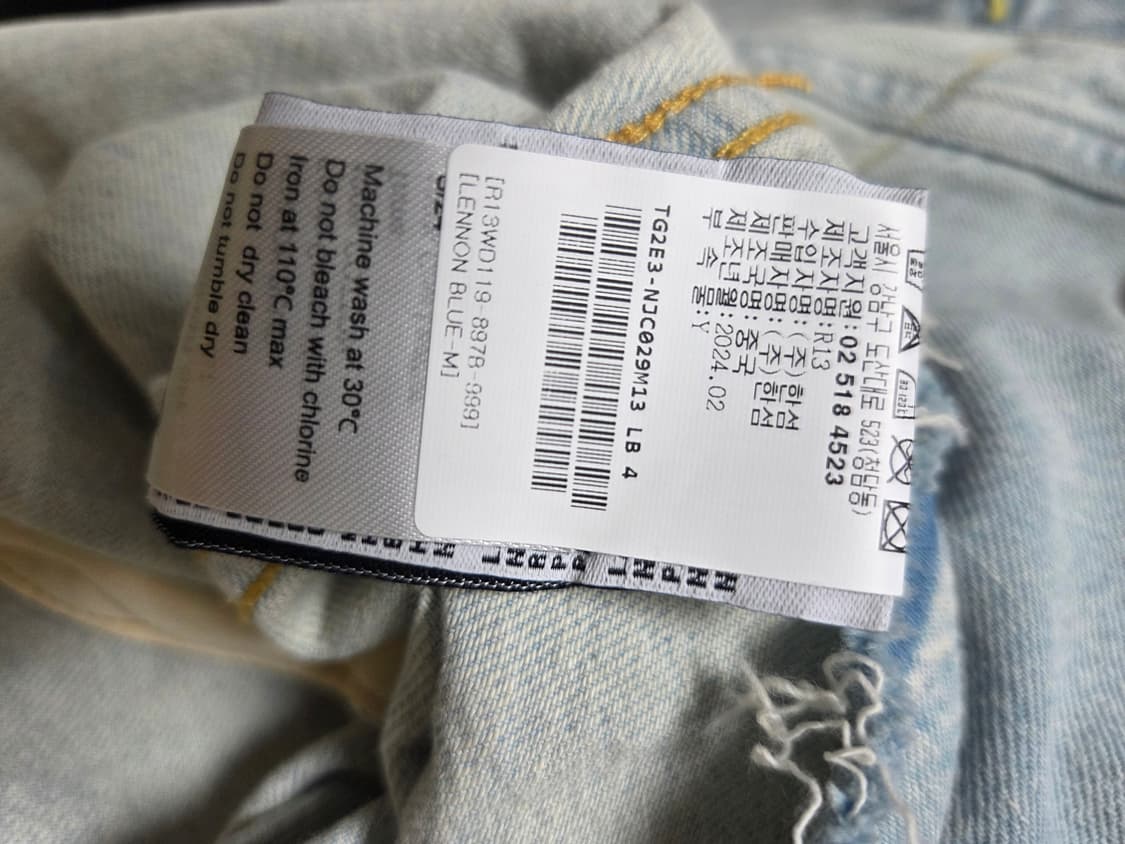 서울시 강남구 도산대로 523(청담동)
고객지원:02 518 4523
제조자명:R13
수입자명:(주)한섬
판매자명:(주)한섬
제조국명:중국
제조년월:2024.02
부 속 물:Y
TG2E3-NJC029M13 LB 4
[R13WD119-897B-999]
[LENNON BLUE-M]
Machine wash at 30°C
Do not bleach with chlorine
Iron at 110°C max
Do not dry clean
Do not tumble dry